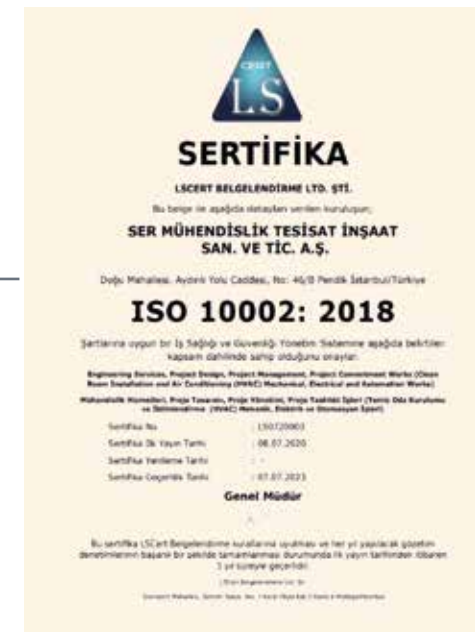 CERT
LS
SERTİFİKA
LSCERT BELGELENDİRME LTD. ŞTİ.
Bu belge ile aşağıda detayları verilen kuruluşun;
SER MÜHENDİSLİK TESİSAT İNŞAAT
SAN. VE TİC. A.Ş.
Doğu Mahallesi, Aydınlı Yolu Caddesi, No: 46/B Pendik İstanbul/Türkiye
ISO 10002: 2018
Şartlarına uygun bir İş Sağlığı ve Güvenliği Yönetim Sistemine aşağıda belirtilen
kapsam dahilinde sahip olduğunu onaylar.
Engineering Services, Project Design, Project Management, Project Commitment Works (Clean
Room Installation and Air Conditioning (HVAC) Mechanical, Electrical and Automation Works)
Mühendislik Hizmetleri, Proje Tasarımı, Proje Yönetimi, Proje Taahhüt İşleri (Temiz Oda Kurulumu
ve İklimlendirme (HVAC) Mekanik, Elektrik ve Otomasyon İşleri)
Sertifika No :
Sertifika İlk Yayın Tarihi : 08.07.2020
Sertifika Yenileme Tarihi : -
Sertifika Geçerlilik Tarihi : 07.07.2023
Genel Müdür
Bu sertifika LSCert Belgelendirme kurallarına uyulması ve her yıl yapılacak gözetim
denetimlerinin başarılı bir şekilde tamamlanması durumunda ilk yayın tarihinden itibaren
3 yıl süreyle geçerlidir.
LSCert Belgelendirme Ltd. Şti.